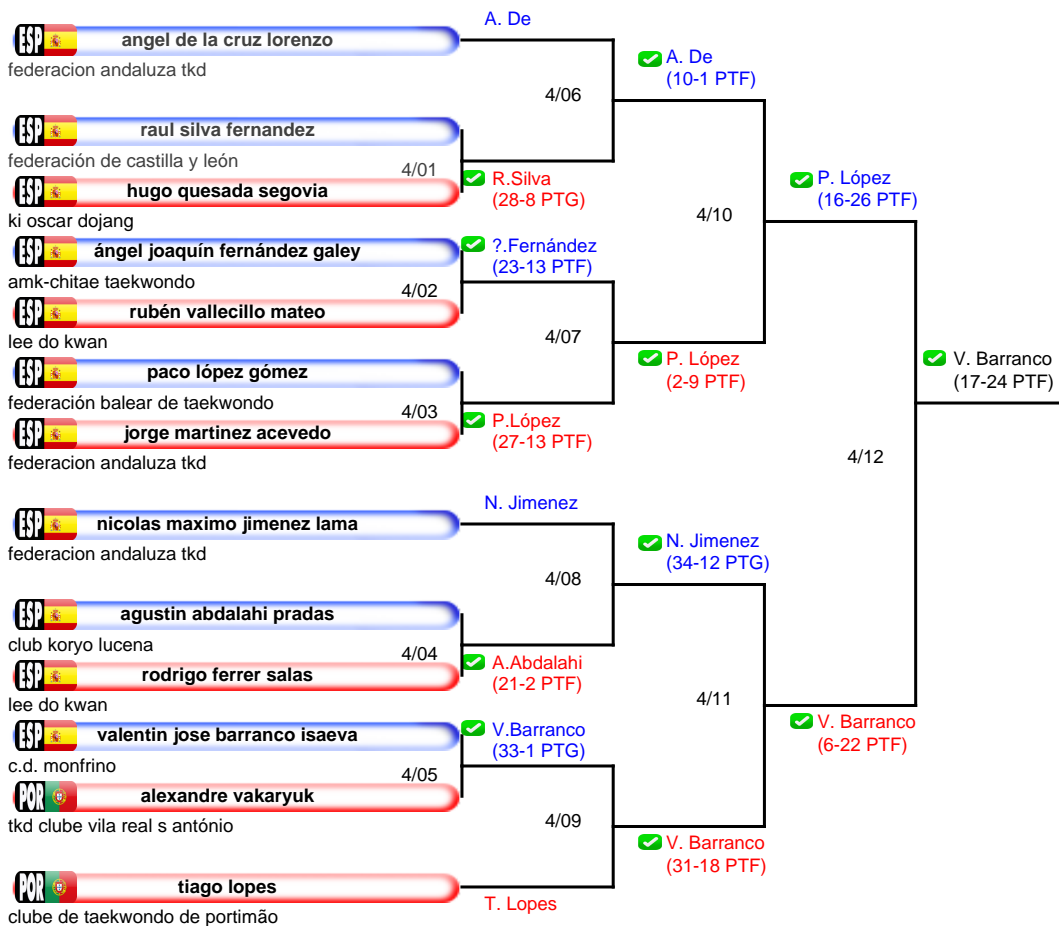 A. De
ESP angel de la cruz lorenzo
federacion andaluza tkd
A. De
(10-1 PTF)
4/06
ESP raul silva fernandez
federación de castilla y león
4/01
R.Silva
(28-8 PTG)
ESP hugo quesada segovia
ki oscar dojang
P. López
(16-26 PTF)
4/10
ESP ángel joaquín fernández galey
?.Fernández
(23-13 PTF)
amk-chitae taekwondo
4/02
ESP rubén vallecillo mateo
lee do kwan
4/07
P. López
(2-9 PTF)
V. Barranco
(17-24 PTF)
ESP paco lópez gómez
federación balear de taekwondo
4/03
P.López
(27-13 PTF)
ESP jorge martinez acevedo
federacion andaluza tkd
4/12
N. Jimenez
ESP nicolas maximo jimenez lama
federacion andaluza tkd
N. Jimenez
(34-12 PTG)
4/08
ESP agustin abdalahi pradas
club koryo lucena
4/04
A.Abdalahi
(21-2 PTF)
ESP rodrigo ferrer salas
lee do kwan
4/11
V. Barranco
(6-22 PTF)
ESP valentin jose barranco isaeva
V.Barranco
(33-1 PTG)
c.d. monfrino
4/05
POR alexandre vakaryuk
tkd clube vila real s antónio
4/09
V. Barranco
(31-18 PTF)
POR tiago lopes
T. Lopes
clube de taekwondo de portimão